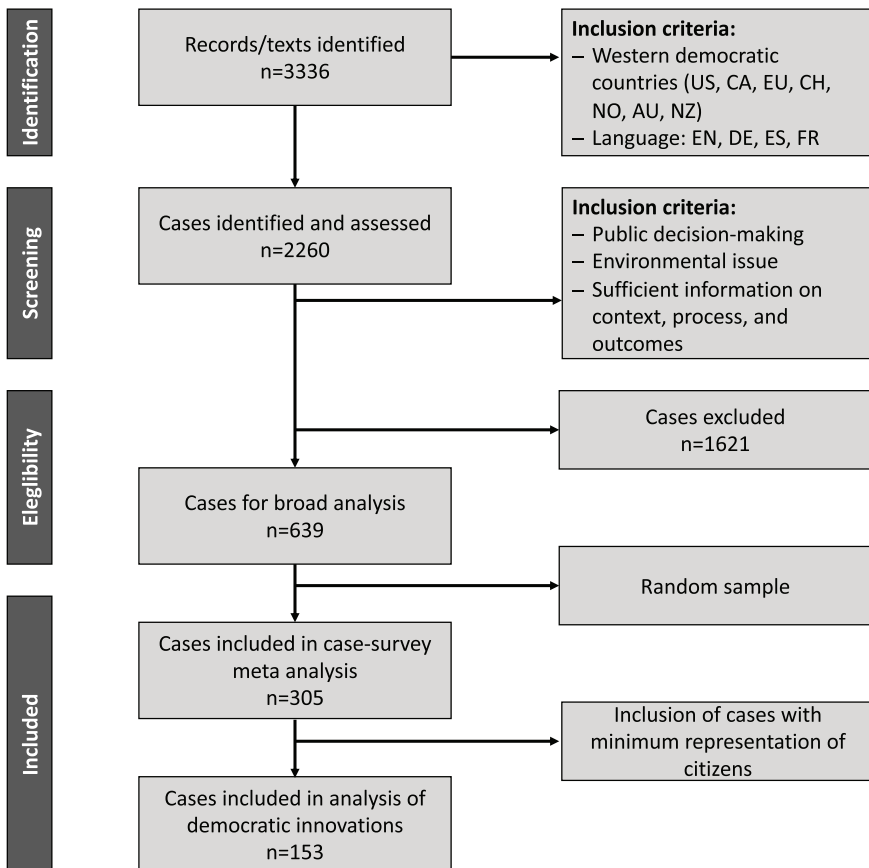 Identification
Records/texts identified
n=3336
Inclusion criteria:
– Western democratic
countries (US, CA, EU, CH,
NO, AU, NZ)
– Language: EN, DE, ES, FR
Screening
Cases identified and assessed
n=2260
Inclusion criteria:
– Public decision-making
– Environmental issue
– Sufficient information on
context, process, and
outcomes
Eleglibility
Cases excluded
n=1621
Cases for broad analysis
n=639
Random sample
Included
Cases included in case-survey
meta analysis
n=305
Inclusion of cases with
minimum representation of
citizens
Cases included in analysis of
democratic innovations
n=153